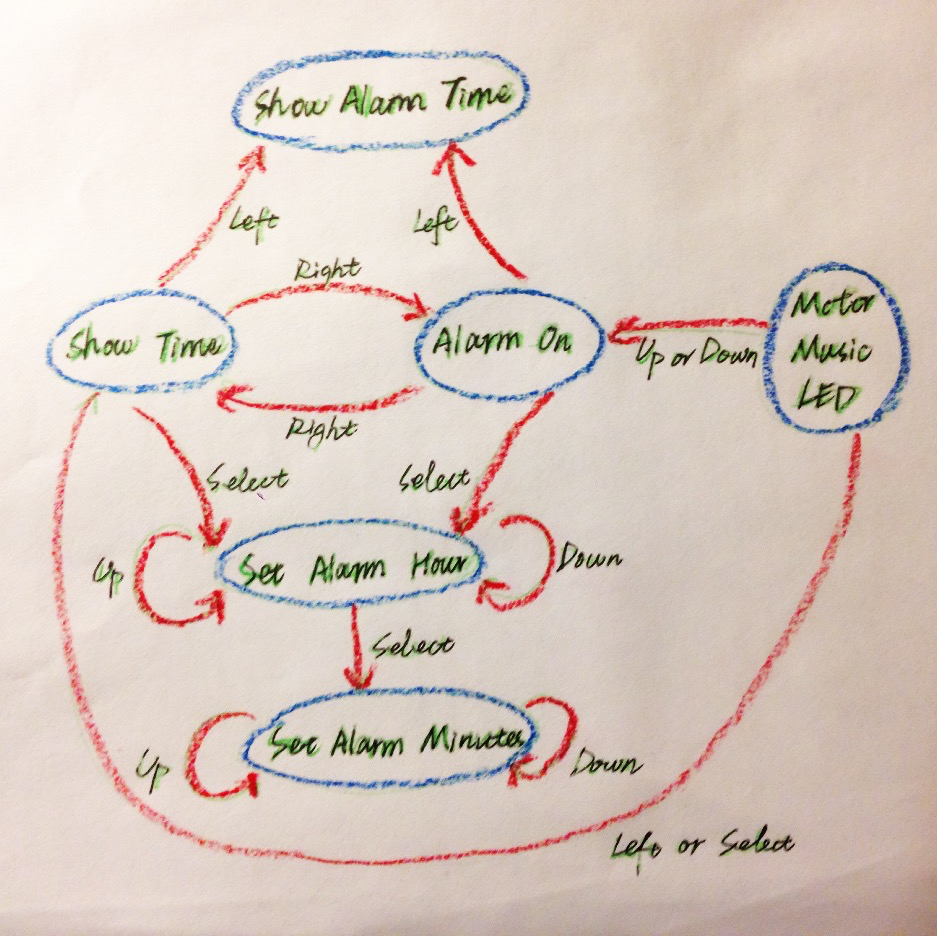 Show Alarm Time
Left
Left
Right
Show Time
Alarm On
Motor
Music
LED
Up or Down
Right
Select
Select
Up
Set Alarm Hour
Down
Select
Up
Set Alarm Minutes
Down
Left or Select